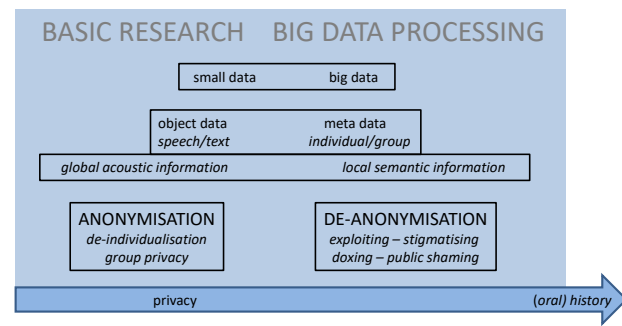 BASIC RESEARCH BIG DATA PROCESSING
small data big data
object data meta data
speech/text individual/group
global acoustic information local semantic information
ANONYMISATION DE-ANONYMISATION
de-individualisation exploiting – stigmatising
group privacy doxing – public shaming
privacy (oral) history